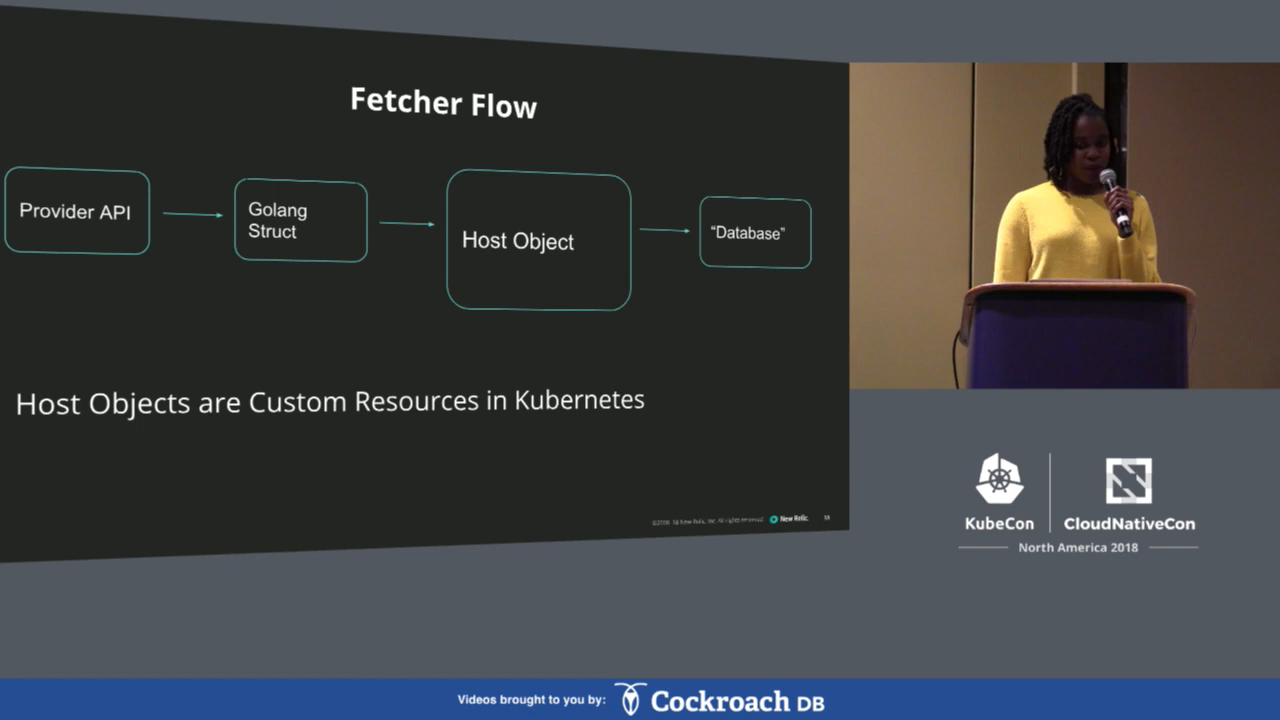 Fetcher Flow
Provider API
Golang
Struct
Host Object
“Database”
Host Objects are Custom Resources in Kubernetes
New Relic
KubeCon
CloudNativeCon
North America 2018
Videos brought to you by:
Cockroach DB